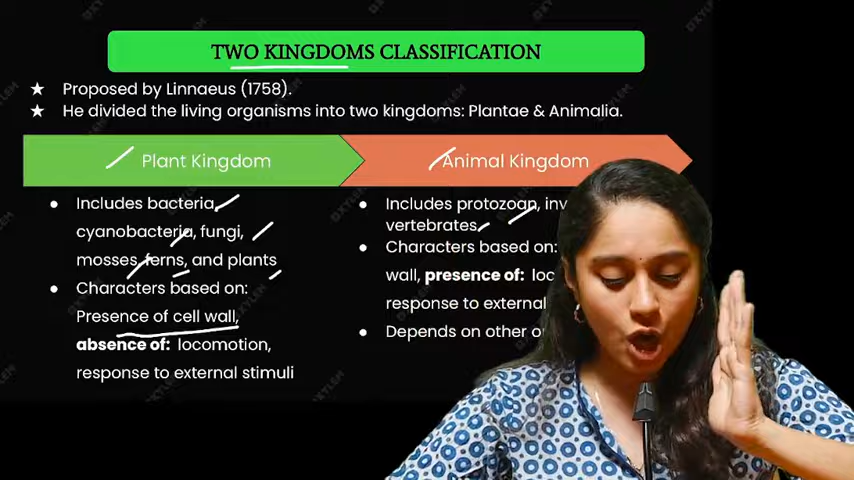 TWO KINGDOMS CLASSIFICATION
★ Proposed by Linnaeus (1758).
★ He divided the living organisms into two kingdoms: Plantae & Animalia.
Plant Kingdom
● Includes bacteria,
cyanobacteria, fungi,
mosses, ferns, and plants
● Characters based on:
Presence of cell wall,
absence of: locomotion,
response to external stimuli
Animal Kingdom
● Includes protozoan,
vertebrates
● Characters based on:
wall, presence of:
response to external
● Depends on other